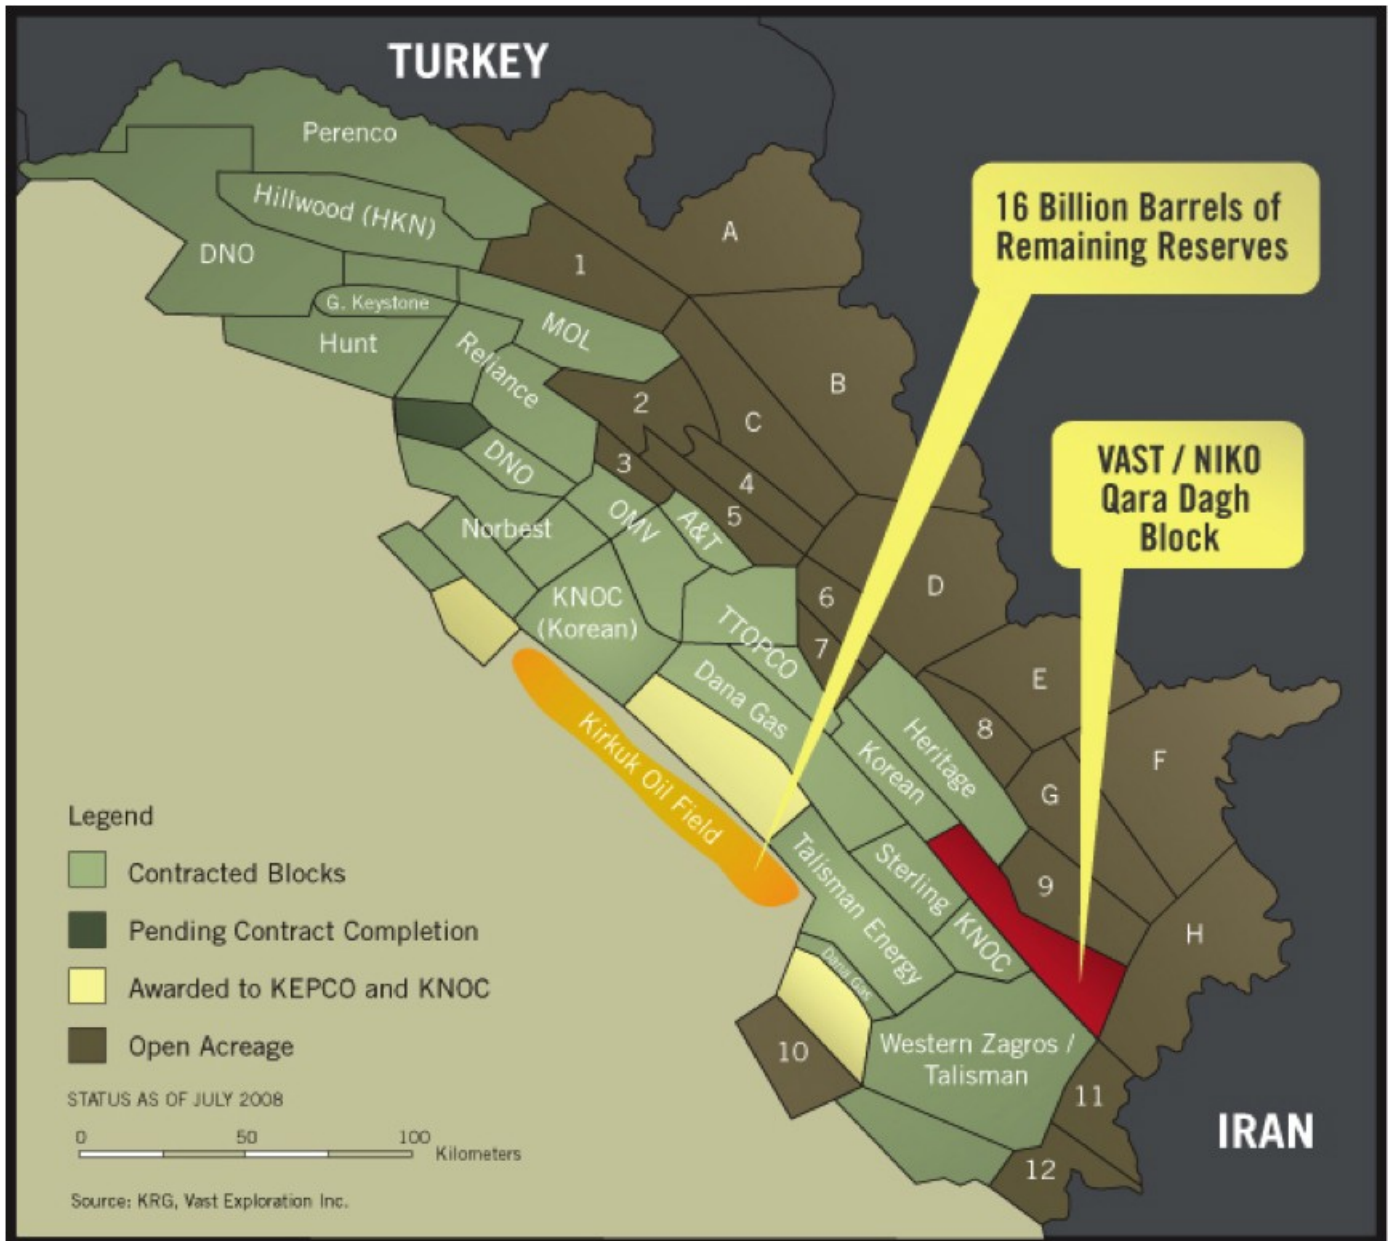 TURKEY
Perenco
Hillwood (HKN)
DNO
A
1
16 Billion Barrels of
Remaining Reserves
G. Keystone
MOL
Hunt
Reliance
B
2
C
VAST / NIKO
Qara Dagh
Block
3
DNO
4
5
OMV
A&T
Norbest
D
6
KNOC
(Korean)
TTOPCO
7
E
Dana Gas
8
Heritage
F
Kirkuk Oil Field
Korean
G
Legend
Contracted Blocks
Pending Contract Completion
Awarded to KEPCO and KNOC
Open Acreage
Talisman Energy
Sterling
9
KNOC
H
Dana Gas
10
Western Zagros /
Talisman
11
IRAN
12
STATUS AS OF JULY 2008
0 50 100
Kilometers
Source: KRG, Vast Exploration Inc.